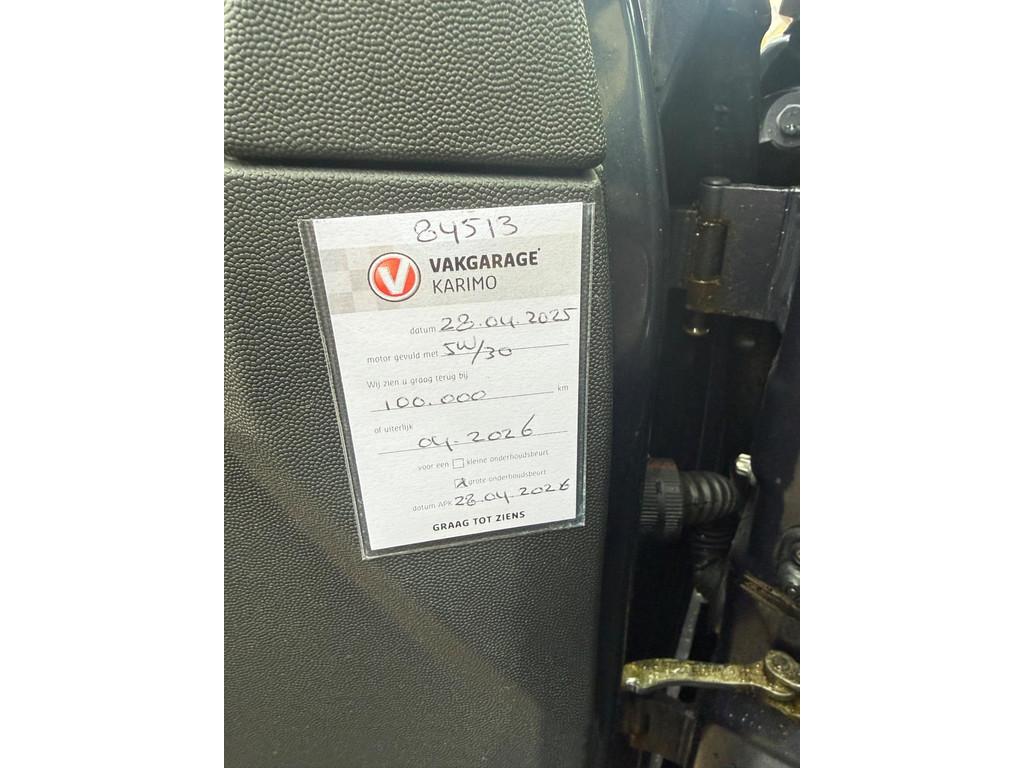 84513
V VAKGARAGE
KARIMO
datum 28.04.2025
motor gevuld met 5W/30
Wij zien u graag terug bij
100.000 km
of uiterlijk
04.2026
voor een kleine onderhoudsbeurt
grote onderhoudsbeurt
datum APK 28.04.2026
GRAAG TOT ZIENS